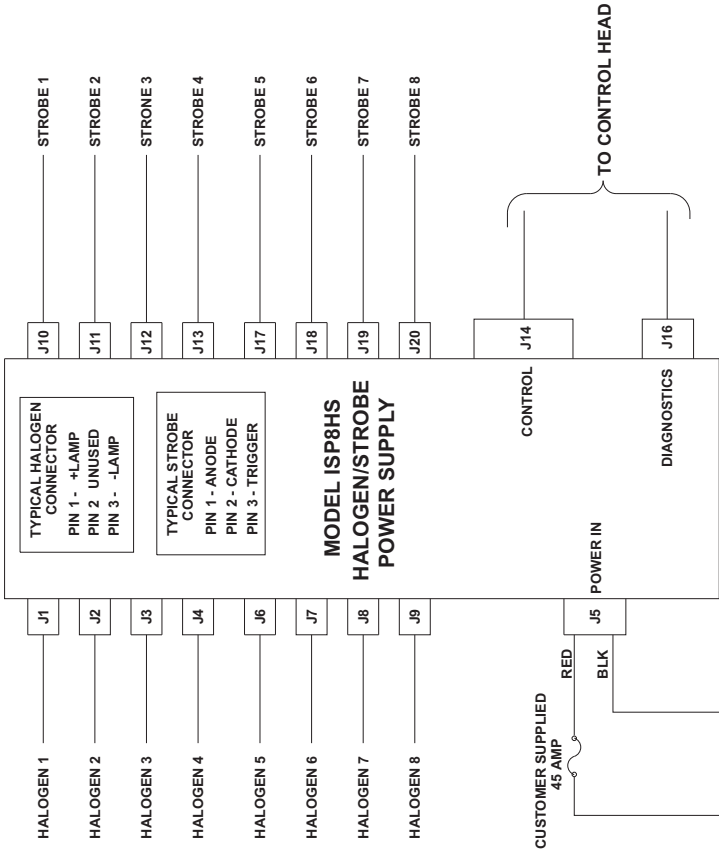 HALOGEN 1
HALOGEN 2
HALOGEN 3
HALOGEN 4
HALOGEN 5
HALOGEN 6
HALOGEN 7
HALOGEN 8
CUSTOMER SUPPLIED
45 AMP
RED
BLK
J1
J2
J3
J4
J6
J7
J8
J9
J5
POWER IN
TYPICAL HALOGEN
CONNECTOR
PIN 1 - +LAMP
PIN 2 UNUSED
PIN 3 - -LAMP
TYPICAL STROBE
CONNECTOR
PIN 1 - ANODE
PIN 2 - CATHODE
PIN 3 - TRIGGER
MODEL ISP8HS
HALOGEN/STROBE
POWER SUPPLY
CONTROL
DIAGNOSTICS
J10
J11
J12
J13
J17
J18
J19
J20
J14
J16
STROBE 1
STROBE 2
STRONE 3
STROBE 4
STROBE 5
STROBE 6
STROBE 7
STROBE 8
TO CONTROL HEAD